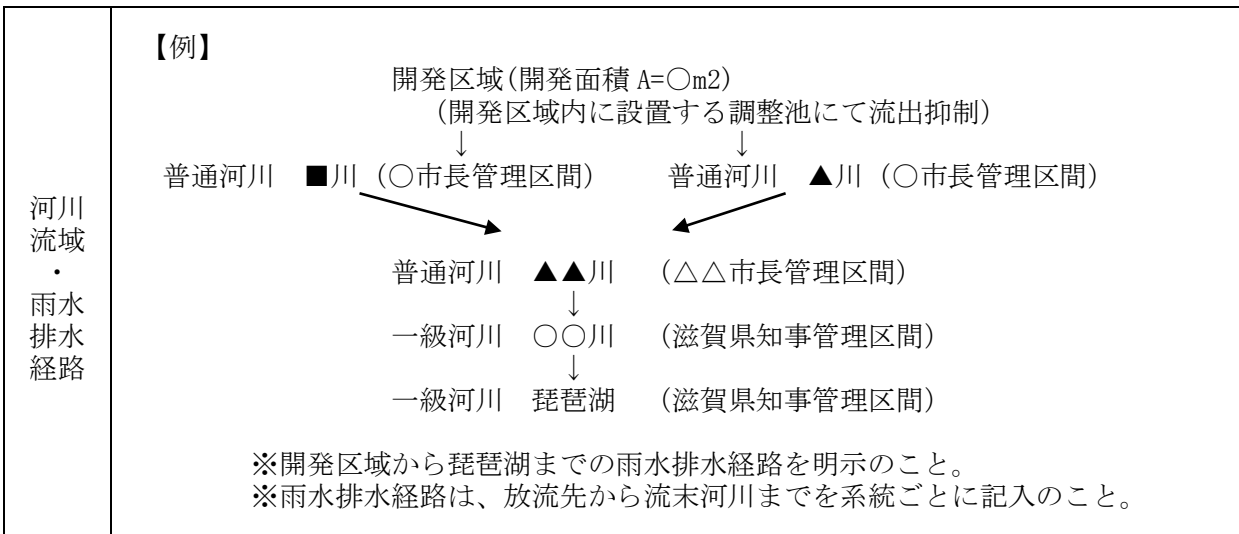 河川
流域
・
雨水
排水
経路
【例】
開発区域(開発面積 A=○m2)
(開発区域内に設置する調整池にて流出抑制)
↓ ↓
普通河川 ■川 (○市長管理区間) 普通河川 ▲川 (○市長管理区間)
普通河川 ▲▲川 (△△市長管理区間)
↓
一級河川 ○○川 (滋賀県知事管理区間)
↓
一級河川 琵琶湖 (滋賀県知事管理区間)
※開発区域から琵琶湖までの雨水排水経路を明示のこと。
※雨水排水経路は、放流先から流末河川までを系統ごとに記入のこと。